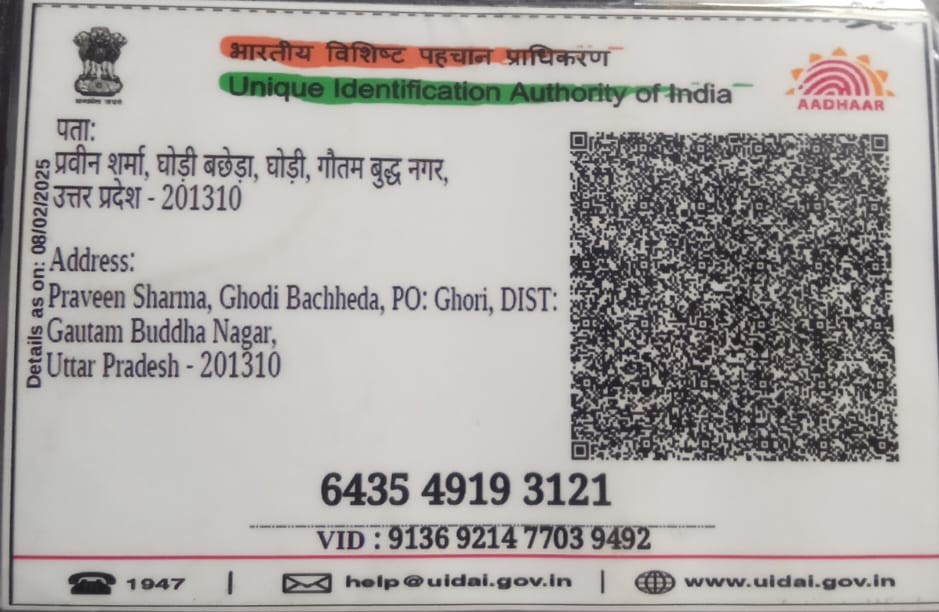 भारतीय विशिष्ट पहचान प्राधिकरण
Unique Identification Authority of India
AADHAAR
पता:
प्रवीन शर्मा, घोड़ी बछेड़ा, घोड़ी, गौतम बुद्ध नगर,
उत्तर प्रदेश - 201310
Details as on: 08/02/2025
Address:
Praveen Sharma, Ghodi Bachheda, PO: Ghori, DIST:
Gautam Buddha Nagar,
Uttar Pradesh - 201310
6435 4919 3121
VID : 9136 9214 7703 9492
1947 | help@uidai.gov.in | www.uidai.gov.in